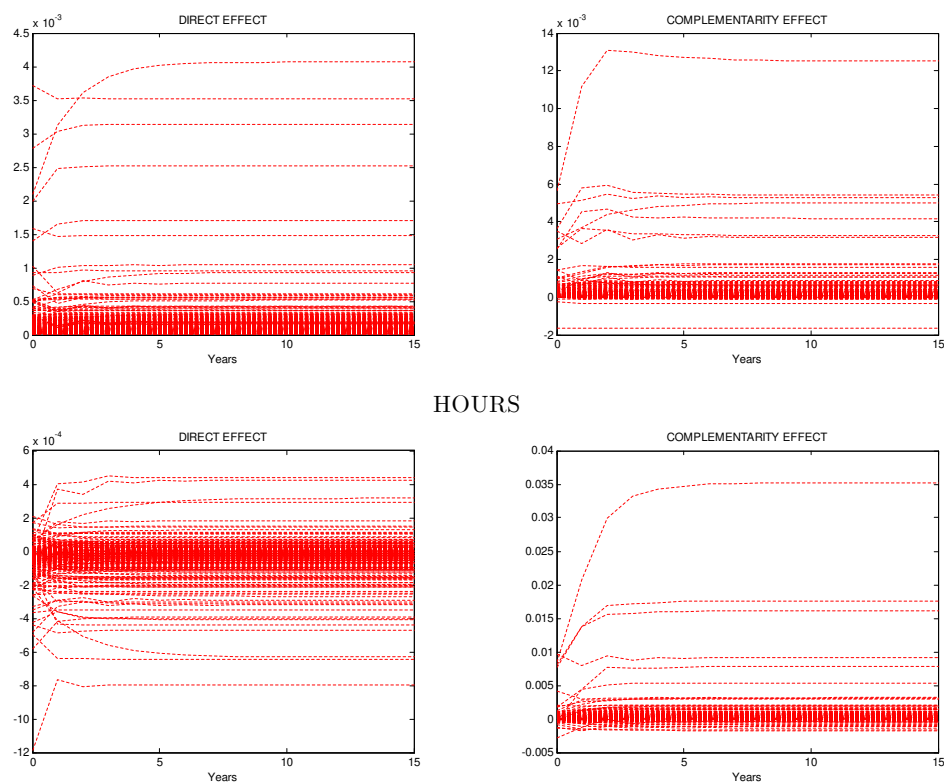 DIRECT EFFECT
x 10-3
4.5
4
3.5
3
2.5
2
1.5
1
0.5
0
0 5 10 15
Years
COMPLEMENTARITY EFFECT
x 10-3
14
12
10
8
6
4
2
0
-2
0 5 10 15
Years
HOURS
DIRECT EFFECT
x 10-4
6
4
2
0
-2
-4
-6
-8
-10
-12
0 5 10 15
Years
COMPLEMENTARITY EFFECT
0.04
0.035
0.03
0.025
0.02
0.015
0.01
0.005
0
-0.005
0 5 10 15
Years